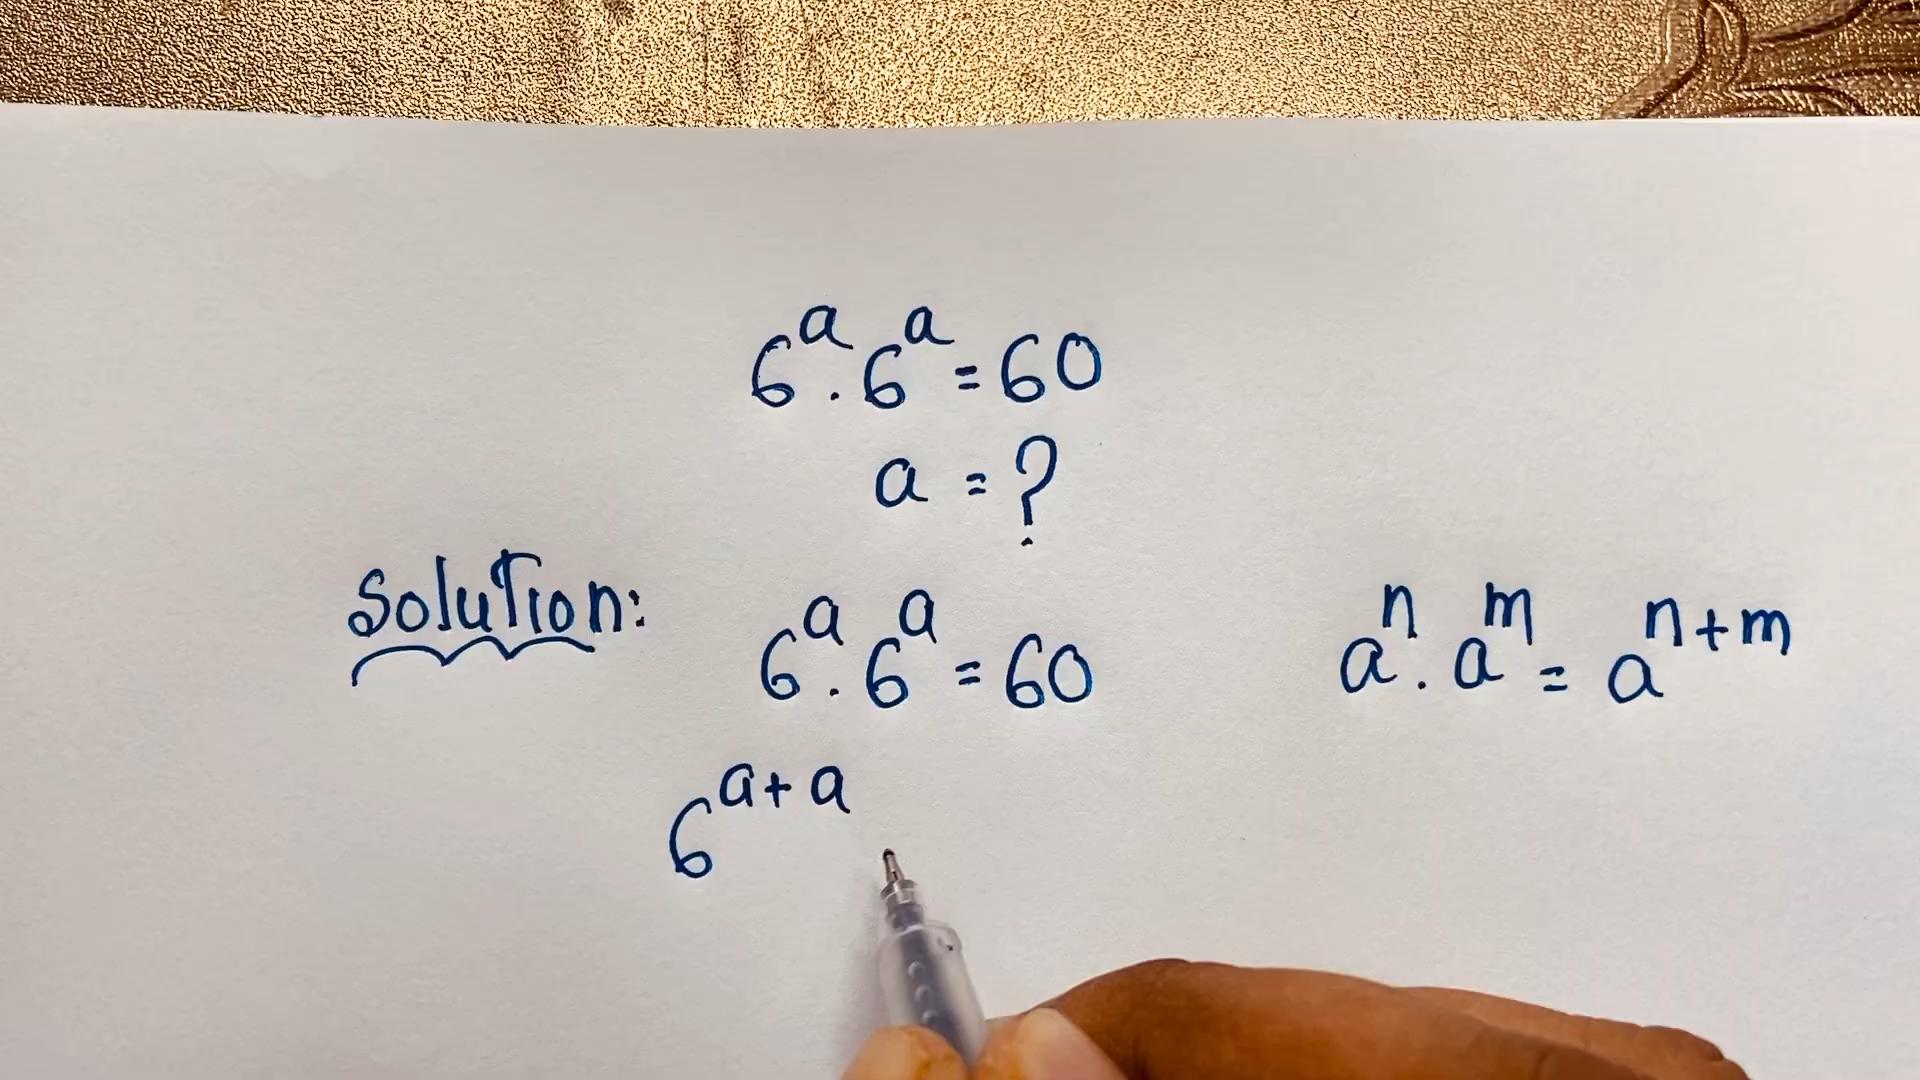 6^a . 6^a = 60
a = ?
Solution:
6^a . 6^a = 60
a^n . a^m = a^{n+m}
6^{a+a}